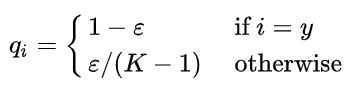 q_i = { 1 − ε if i = y
ε/(K − 1) otherwise